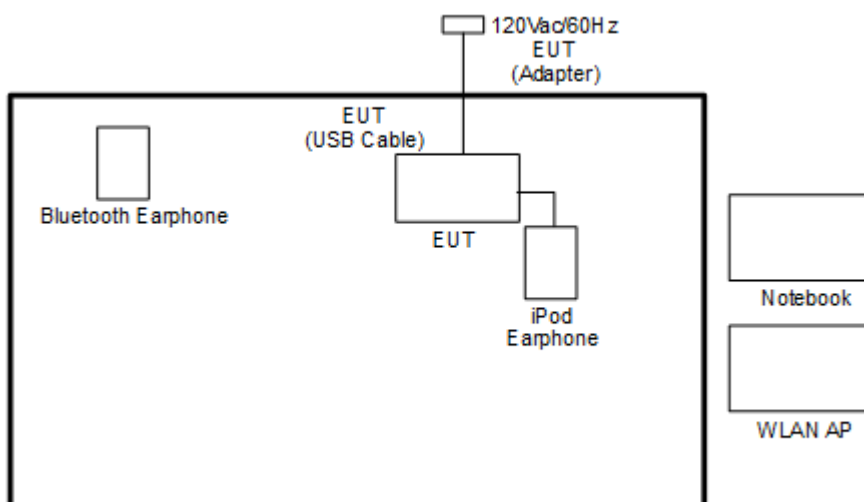 120Vac/60Hz
EUT
(Adapter)
EUT
(USB Cable)
Bluetooth Earphone
EUT
iPod
Earphone
Notebook
WLAN AP